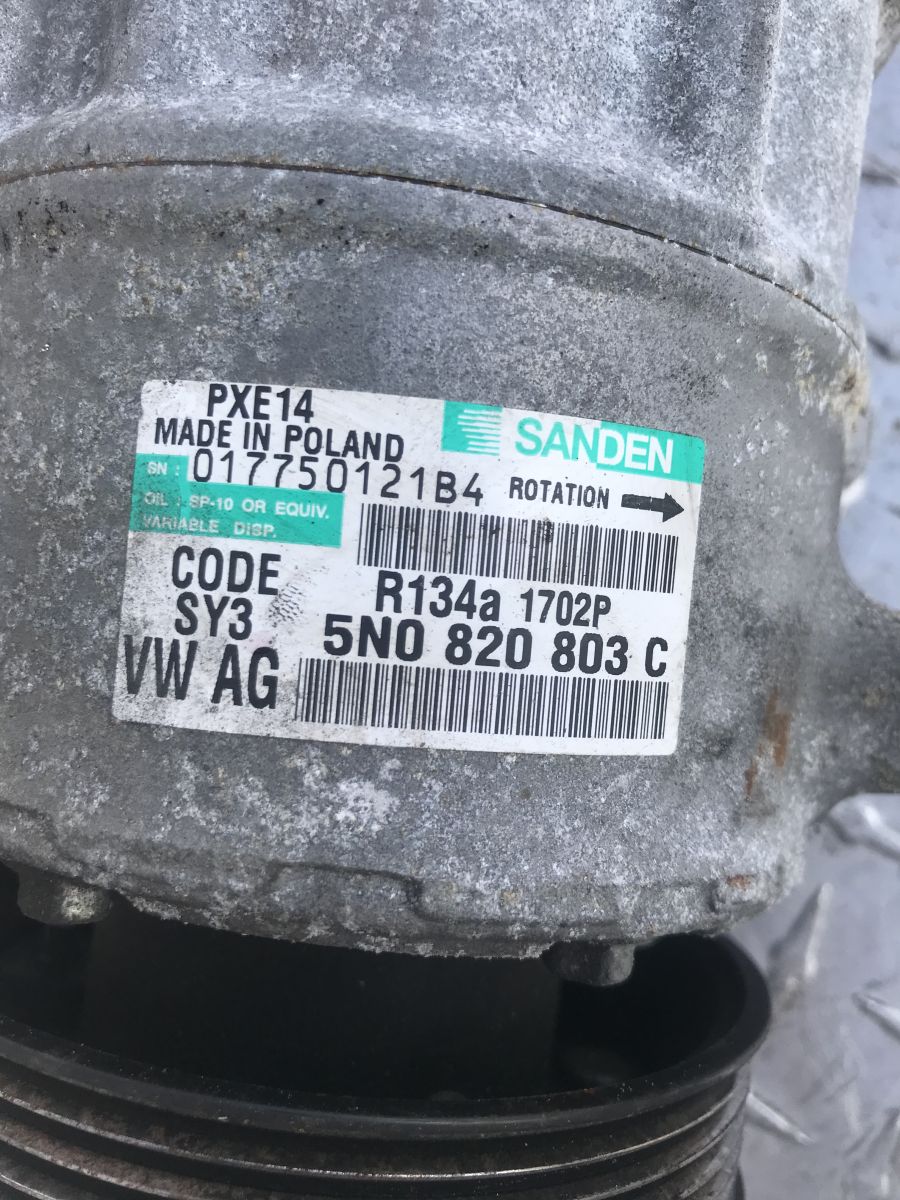 PXE14
MADE IN POLAND
SANDEN
SN : 017750121B4
ROTATION
OIL : SP-10 OR EQUIV.
VARIABLE DISP.
CODE
SY3
R134a 1702P
5N0 820 803 C
VW AG